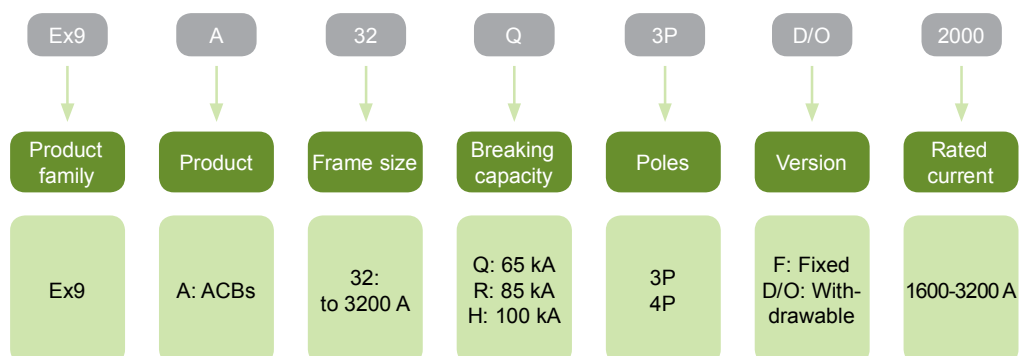 Ex9
A
32
Q
3P
D/O
2000
Product
family
Product
Frame size
Breaking
capacity
Poles
Version
Rated
current
Ex9
A: ACBs
32:
to 3200 A
Q: 65 kA
R: 85 kA
H: 100 kA
3P
4P
F: Fixed
D/O: With-
drawable
1600-3200 A